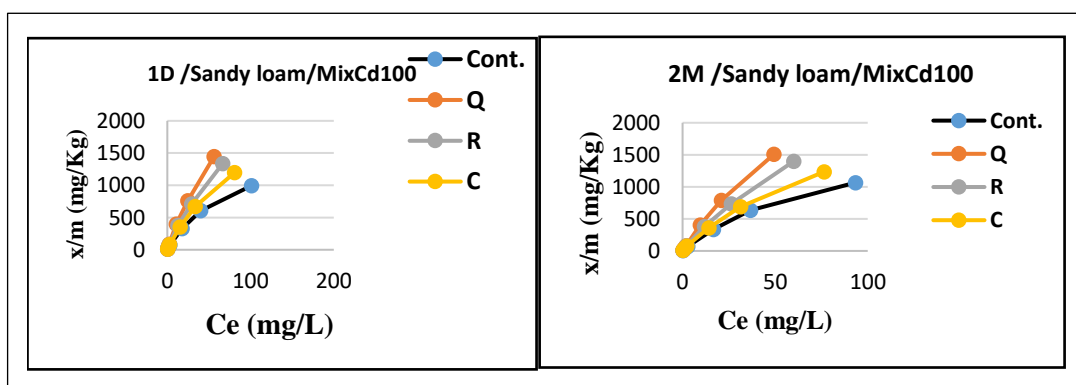 1D /Sandy loam/MixCd100
Cont.
Q
R
C
x/m (mg/Kg)
2000
1500
1000
500
0
0 100 200
Ce (mg/L)
2M /Sandy loam/MixCd100
Cont.
Q
R
C
x/m (mg/Kg)
2000
1500
1000
500
0
0 50 100
Ce (mg/L)